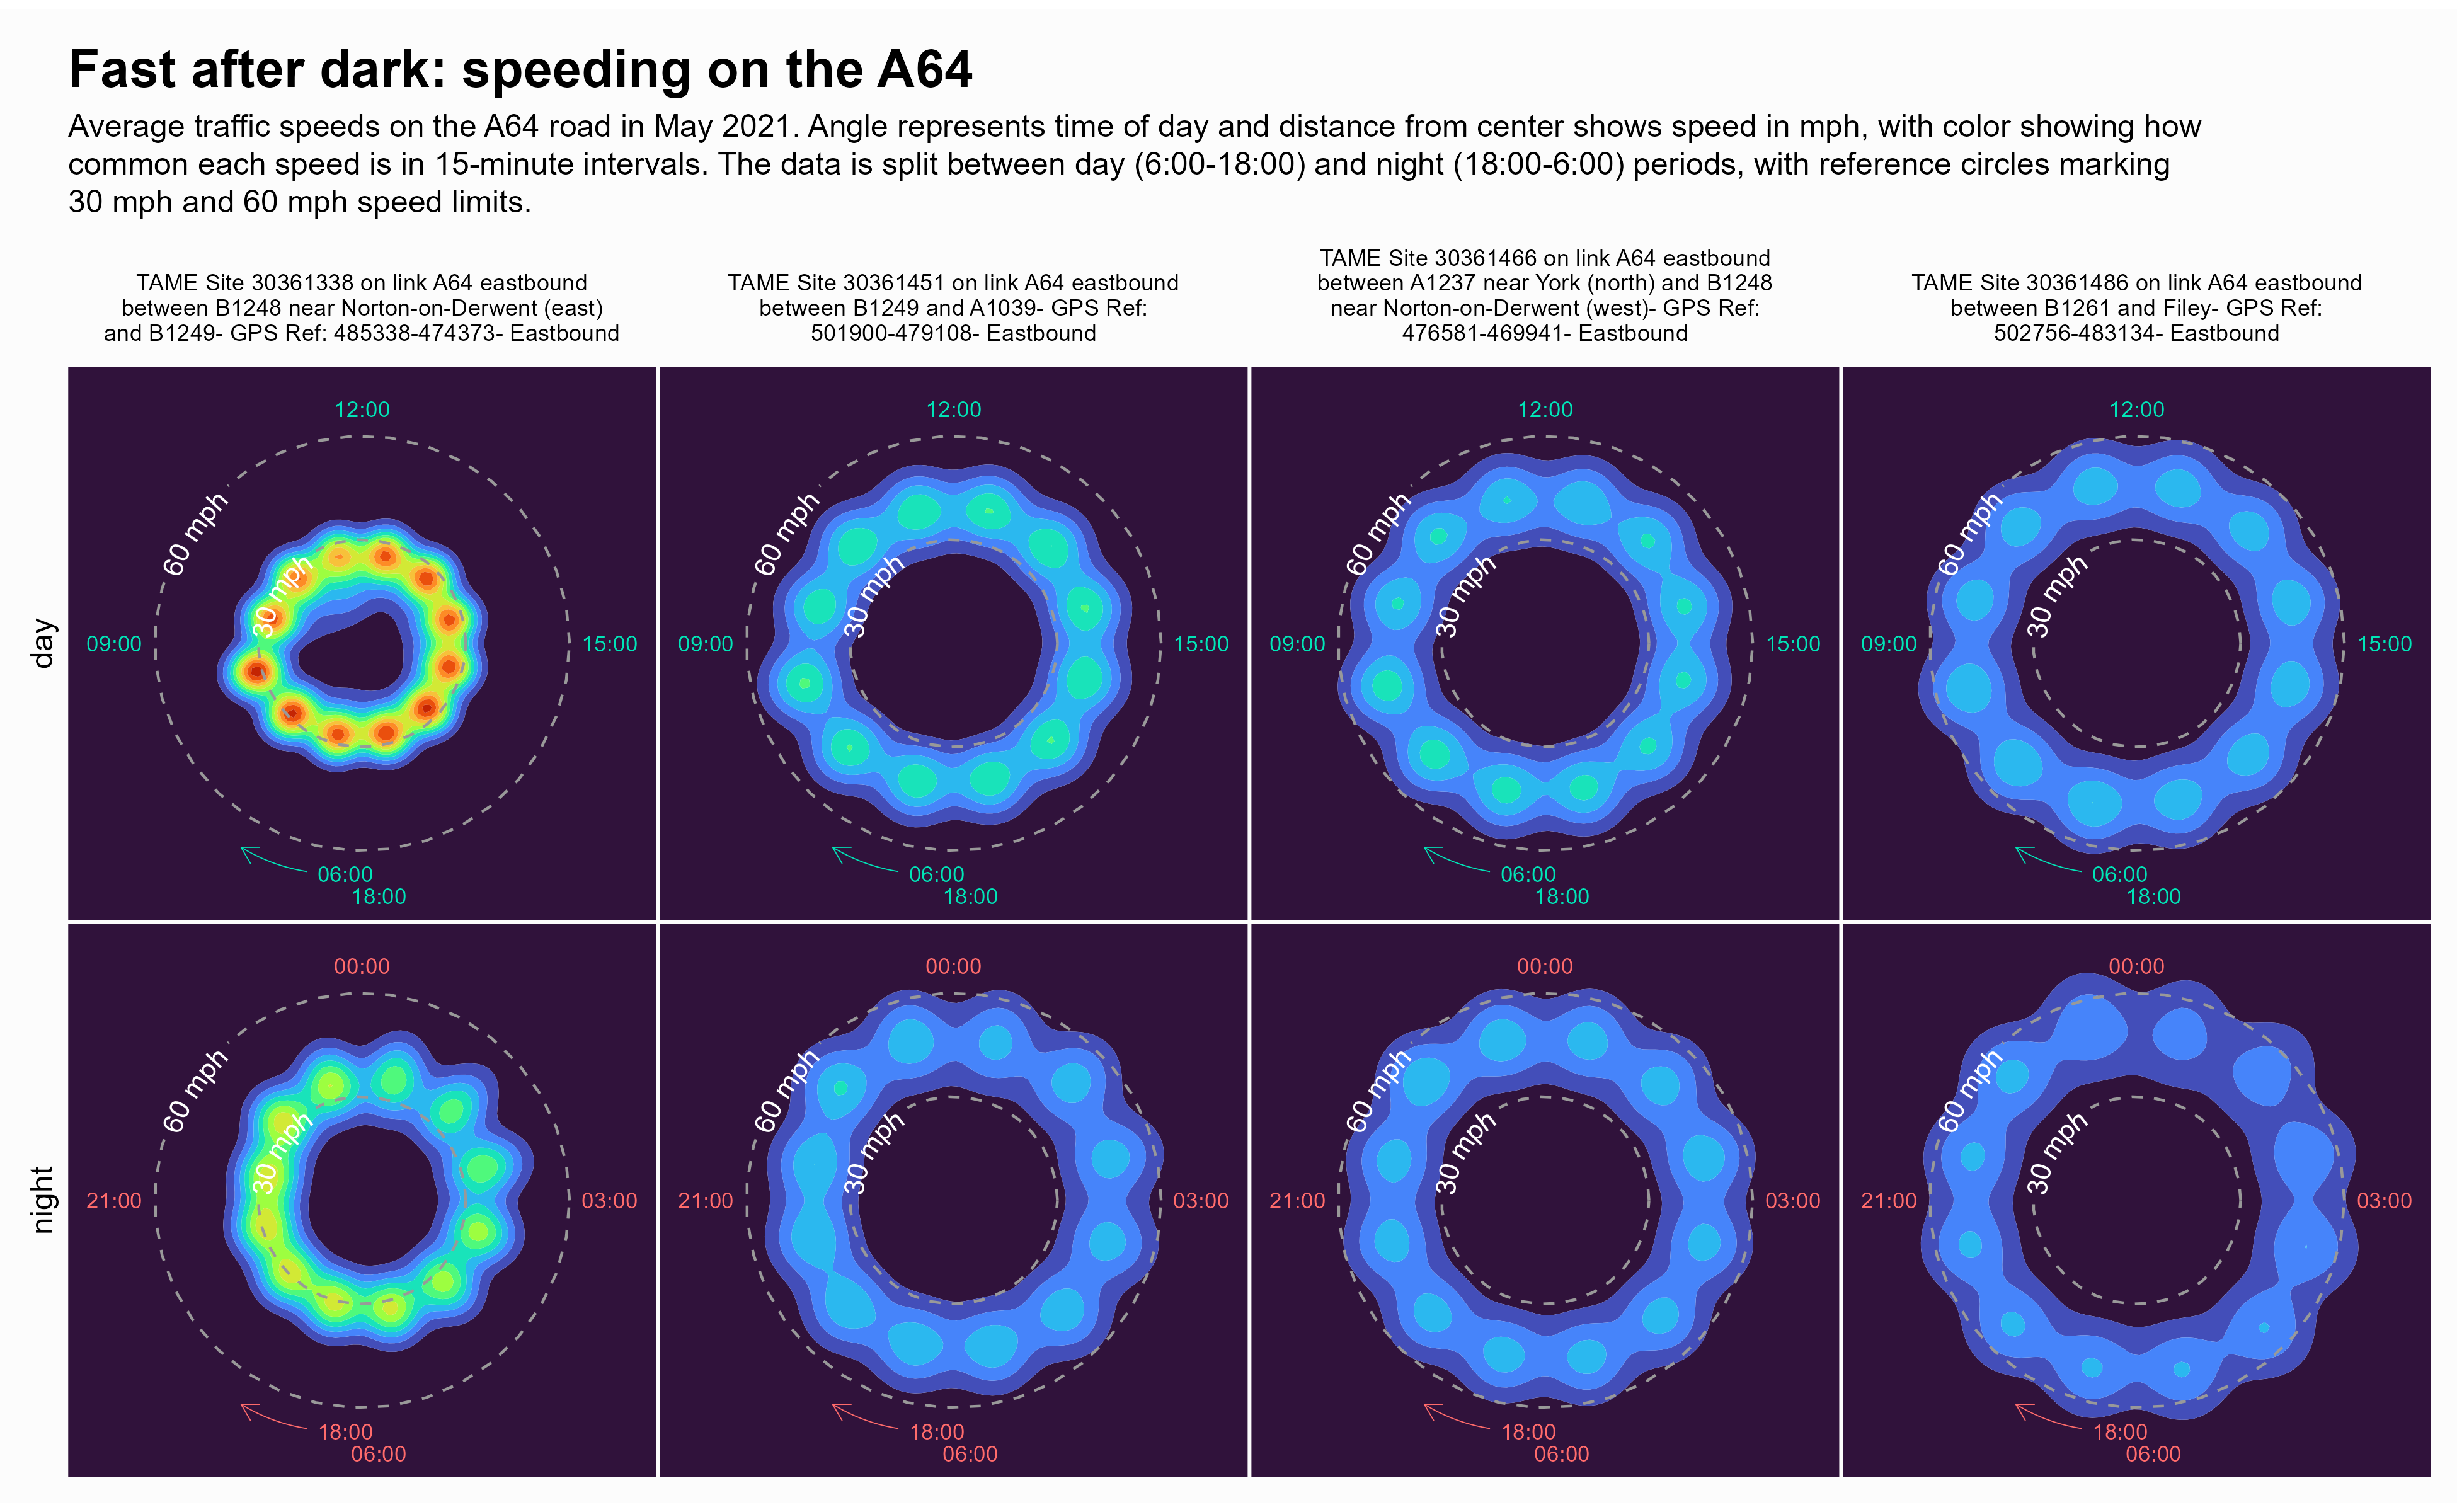 Fast after dark: speeding on the A64
Average traffic speeds on the A64 road in May 2021. Angle represents time of day and distance from center shows speed in mph, with color showing how
common each speed is in 15-minute intervals. The data is split between day (6:00-18:00) and night (18:00-6:00) periods, with reference circles marking
30 mph and 60 mph speed limits.
TAME Site 30361338 on link A64 eastbound
between B1248 near Norton-on-Derwent (east)
and B1249- GPS Ref: 485338-474373- Eastbound
TAME Site 30361451 on link A64 eastbound
between B1249 and A1039- GPS Ref:
501900-479108- Eastbound
TAME Site 30361466 on link A64 eastbound
between A1237 near York (north) and B1248
near Norton-on-Derwent (west)- GPS Ref:
476581-469941- Eastbound
TAME Site 30361486 on link A64 eastbound
between B1261 and Filey- GPS Ref:
502756-483134- Eastbound
day
12:00
60 mph
30 mph
09:00
15:00
06:00
18:00
12:00
60 mph
30 mph
09:00
15:00
06:00
18:00
12:00
60 mph
30 mph
09:00
15:00
06:00
18:00
12:00
60 mph
30 mph
09:00
15:00
06:00
18:00
night
00:00
60 mph
30 mph
21:00
03:00
18:00
06:00
00:00
60 mph
30 mph
21:00
03:00
18:00
06:00
00:00
60 mph
30 mph
21:00
03:00
18:00
06:00
00:00
60 mph
30 mph
21:00
03:00
18:00
06:00